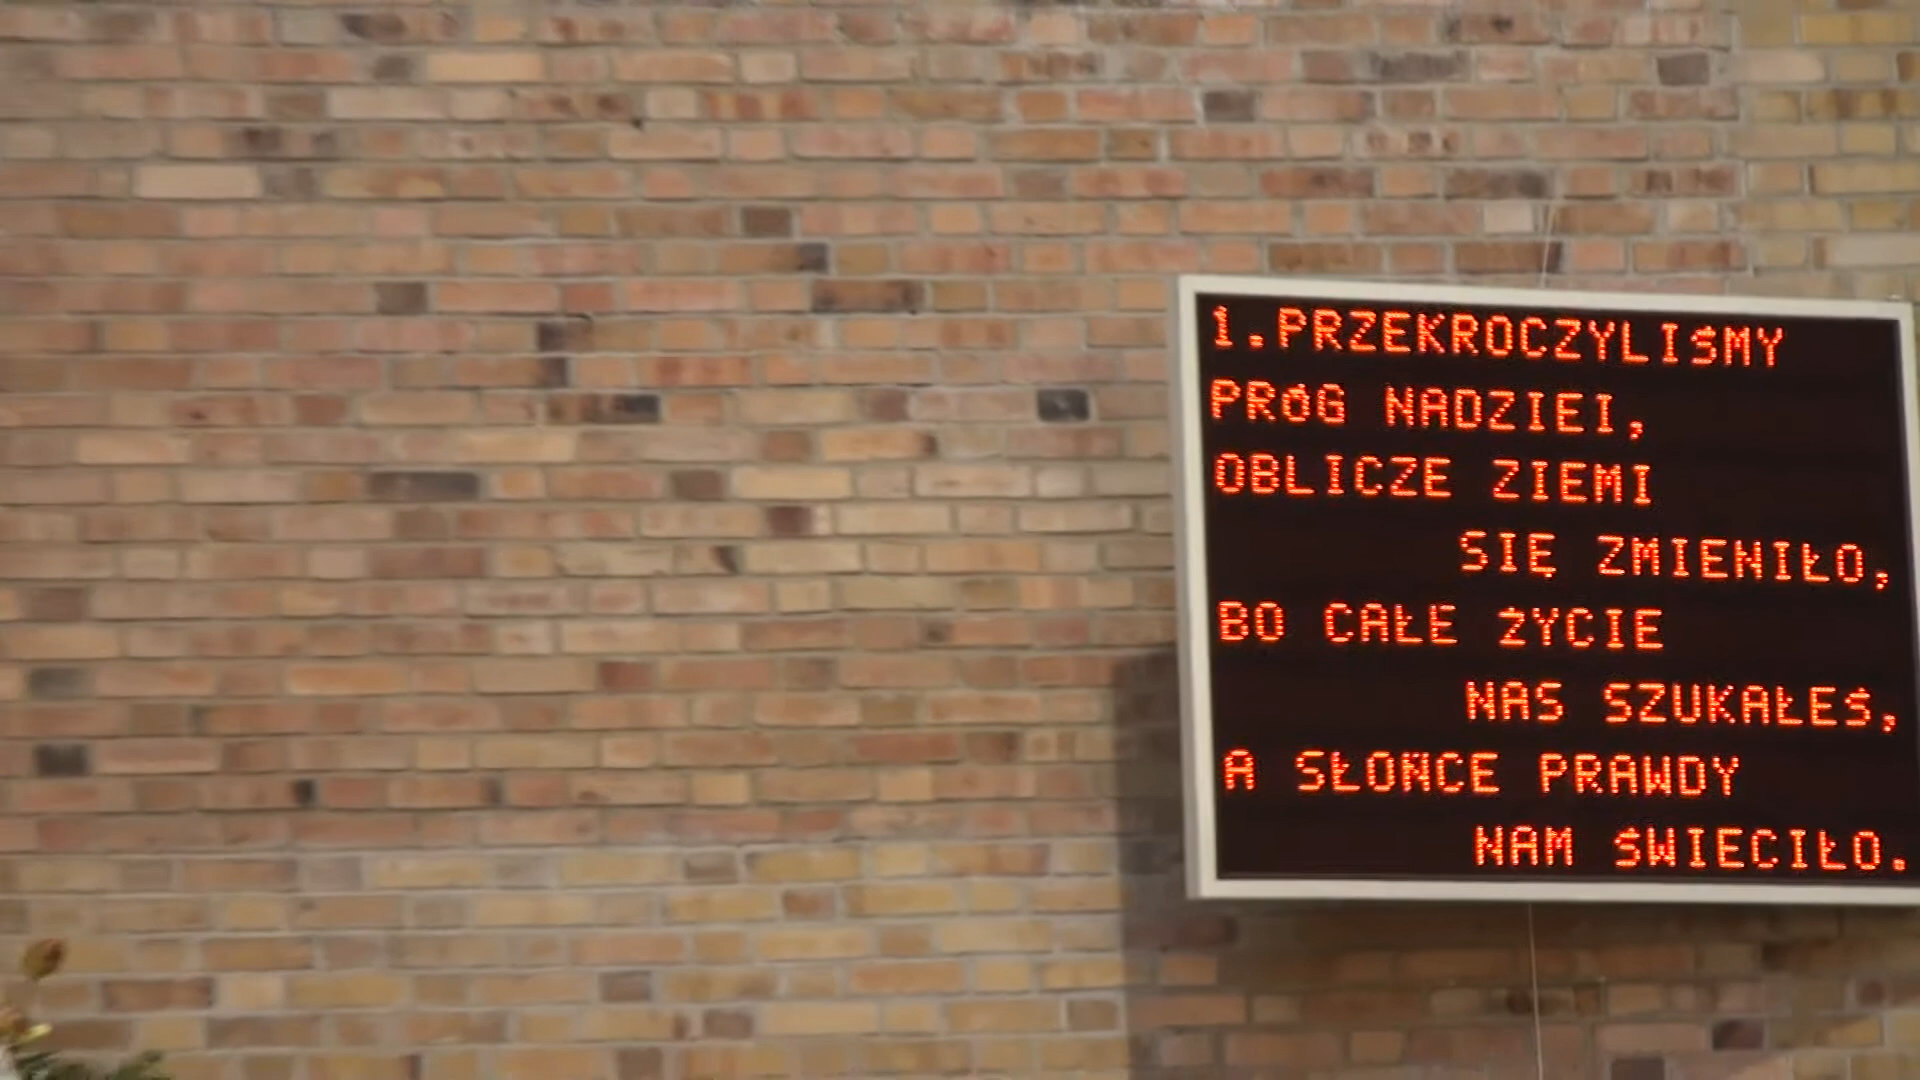 1.PRZEKROCZYLIŚMY
PRóG NADZIEI,
OBLICZE ZIEMI
SIĘ ZMIENIŁO,
BO CAŁE ŻYCIE
NAS SZUKAŁEŚ,
A SŁOŃCE PRAWDY
NAM ŚWIECIŁO.